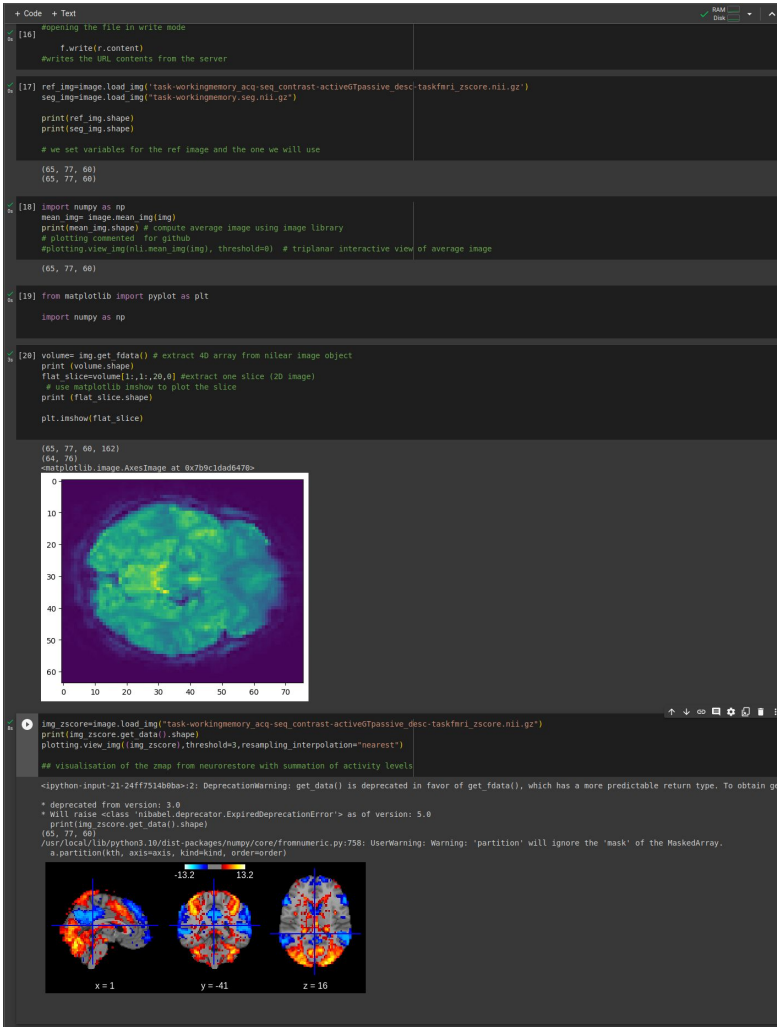 + Code + Text
RAM
Disk
#opening the file in write mode
0s
[16]
f.write(r.content)
#writes the URL contents from the server
0s
[17] ref_img=image.load_img('task-workingmemory_acq-seq_contrast-activeGTpassive_desc-taskfmri_zscore.nii.gz')
seg_img=image.load_img("task-workingmemory.seg.nii.gz")
print(ref_img.shape)
print(seg_img.shape)
# we set variables for the ref image and the one we will use
(65, 77, 60)
(65, 77, 60)
0s
[18] import numpy as np
mean_img= image.mean_img(img)
print(mean_img.shape) # compute average image using image library
# plotting commented  for github
#plotting.view_img(nli.mean_img(img), threshold=0)  # triplanar interactive view of average image
(65, 77, 60)
0s
[19] from matplotlib import pyplot as plt
import numpy as np
3s
[20] volume= img.get_fdata() # extract 4D array from nilear image object
print (volume.shape)
flat_slice=volume[1:,1:,20,0] #extract one slice (2D image)
# use matplotlib imshow to plot the slice
print (flat_slice.shape)
plt.imshow(flat_slice)
(65, 77, 60, 162)
(64, 76)
<matplotlib.image.AxesImage at 0x7b9c1dad6470>
0
10
20
30
40
50
60
0 10 20 30 40 50 60 70
8s
img_zscore=image.load_img("task-workingmemory_acq-seq_contrast-activeGTpassive_desc-taskfmri_zscore.nii.gz")
print(img_zscore.get_data().shape)
plotting.view_img((img_zscore),threshold=3,resampling_interpolation="nearest")
## visualisation of the zmap from neurorestore with summation of activity levels
<ipython-input-21-24ff7514b0ba>:2: DeprecationWarning: get_data() is deprecated in favor of get_fdata(), which has a more predictable return type. To obtain ge
* deprecated from version: 3.0
* Will raise <class 'nibabel.deprecator.ExpiredDeprecationError'> as of version: 5.0
print(img_zscore.get_data().shape)
(65, 77, 60)
/usr/local/lib/python3.10/dist-packages/numpy/core/fromnumeric.py:758: UserWarning: Warning: 'partition' will ignore the 'mask' of the MaskedArray.
a.partition(kth, axis=axis, kind=kind, order=order)
-13.2 13.2
x = 1 y = -41 z = 16